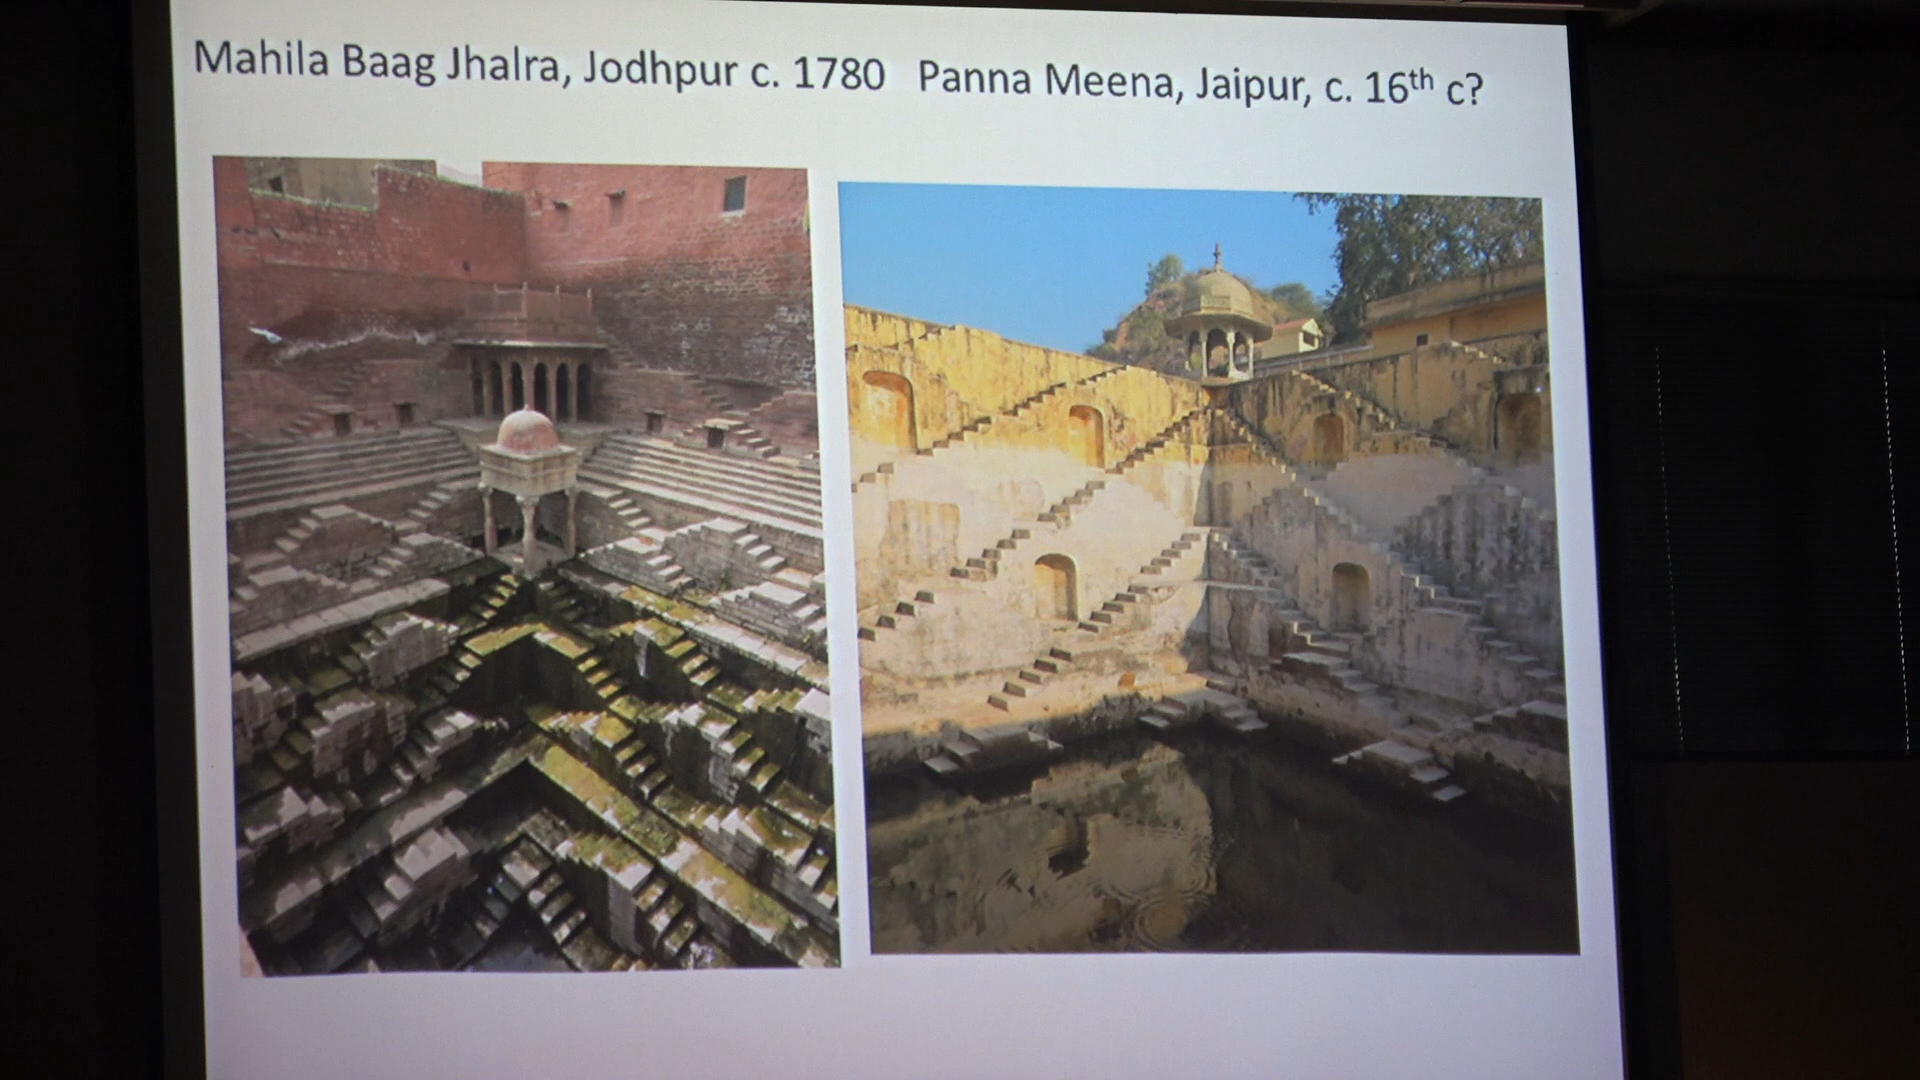 Mahila Baag Jhalra, Jodhpur c. 1780 Panna Meena, Jaipur, c. 16th c?